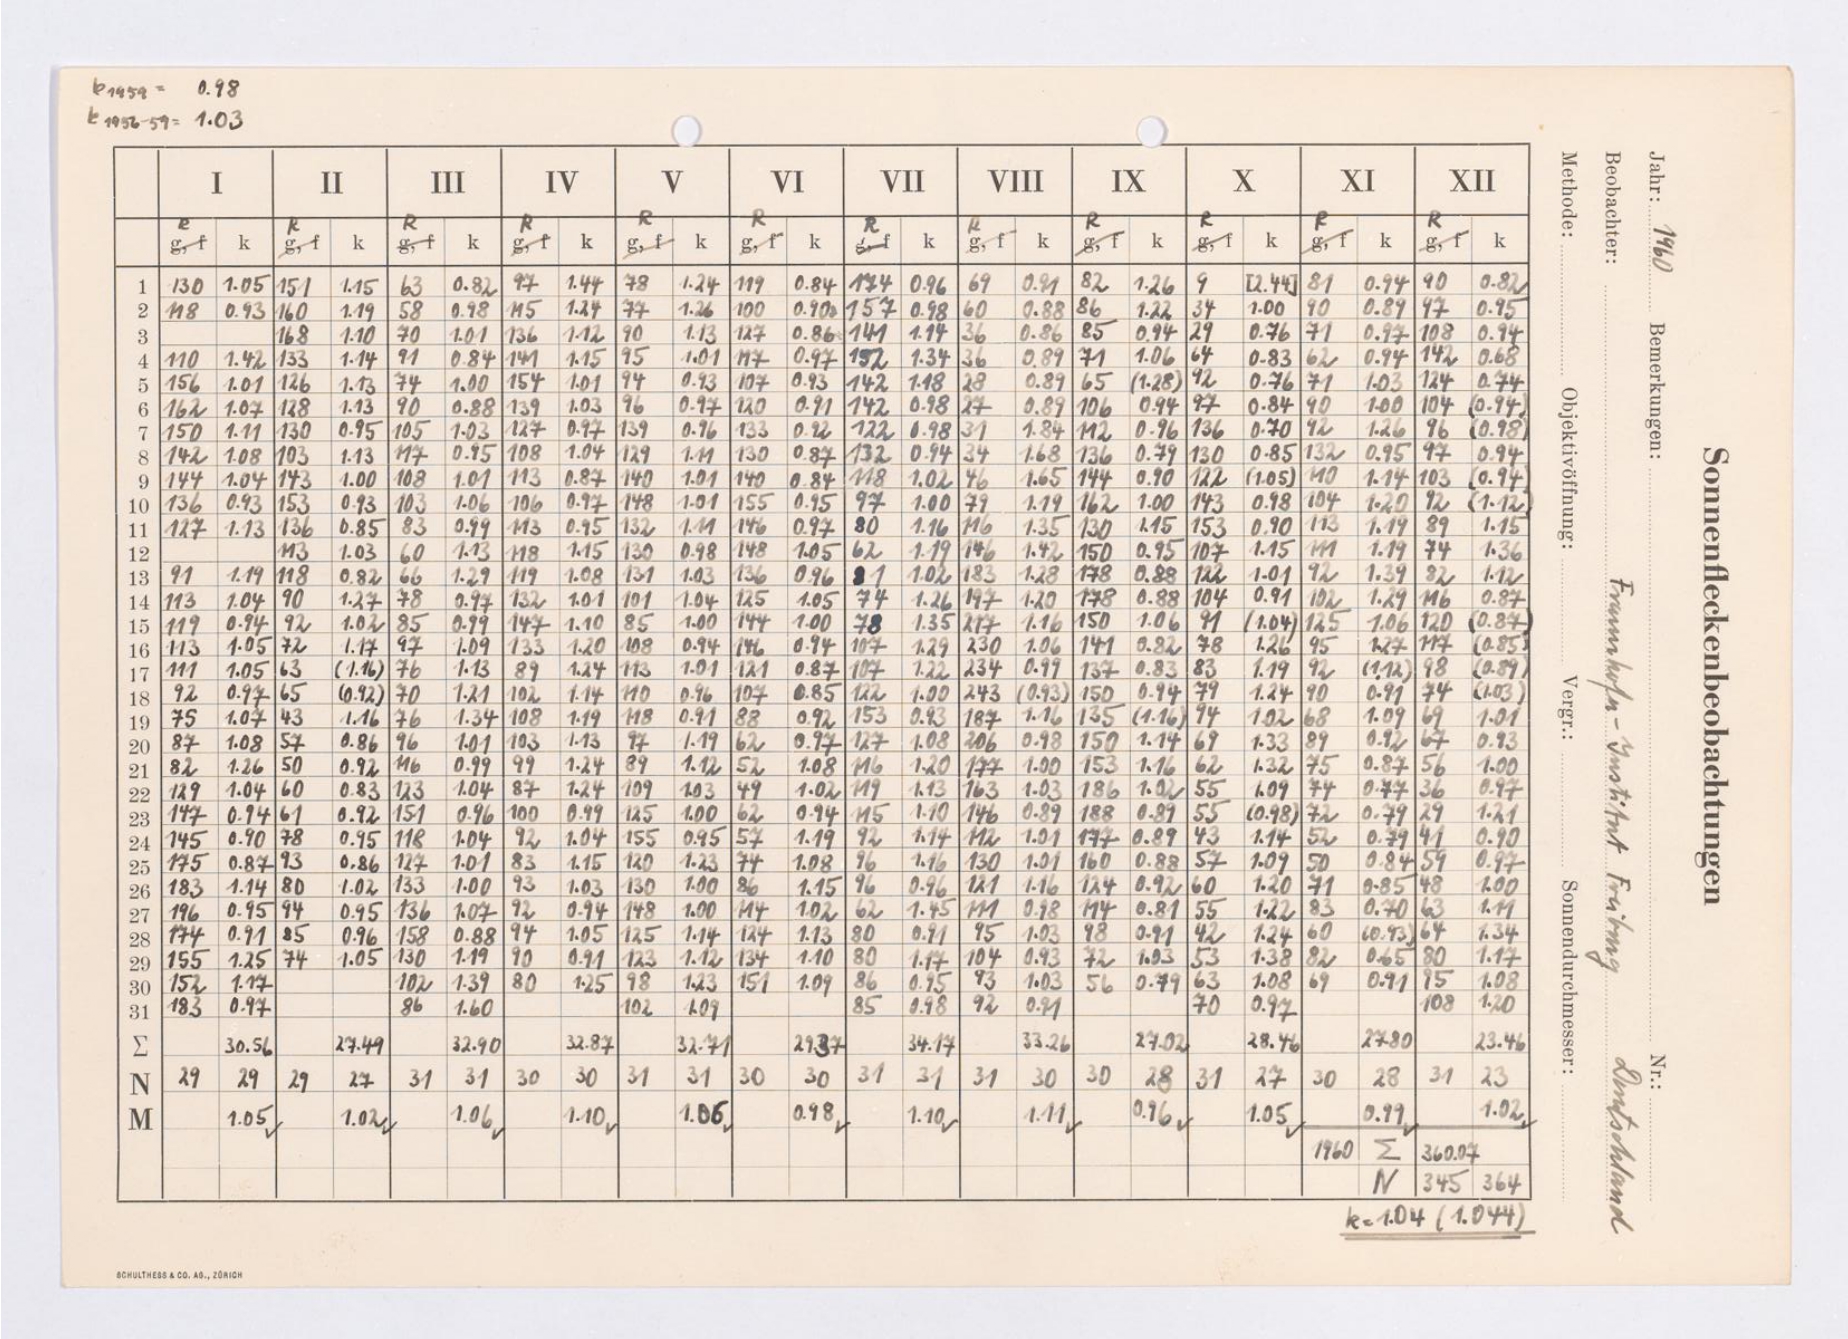 k 1959 = 0.98
k 1956-59 = 1.03
Sonnenfleckenbeobachtungen
Jahr: 1960 Bemerkungen: Nr.:
Beobachter: Fraunhofer-Institut Freiburg Deutschland
Methode: Objektivöffnung: Vergr.: Sonnendurchmesser:
I II III IV V VI VII VIII IX X XI XII
R R R R R R R R R R R R
g, f k g, f k g, f k g, f k g, f k g, f k g, f k g, f k g, f k g, f k g, f k g, f k
1 130 1.05 151 1.15 63 0.82 97 1.44 78 1.24 119 0.84 174 0.96 69 0.91 82 1.26 9 [2.44] 81 0.94 90 0.82
2 118 0.93 160 1.19 58 0.98 115 1.24 77 1.26 100 0.90 157 0.98 60 0.88 86 1.22 34 1.00 90 0.89 97 0.95
3 168 1.10 70 1.01 136 1.12 90 1.13 127 0.86 141 1.14 36 0.86 85 0.94 29 0.76 71 0.97 108 0.94
4 110 1.42 133 1.14 91 0.84 141 1.15 95 1.01 117 0.97 152 1.34 36 0.89 71 1.06 64 0.83 62 0.94 142 0.68
5 156 1.01 126 1.13 74 1.00 154 1.01 94 0.93 107 0.93 142 1.18 28 0.89 65 (1.28) 92 0.76 71 1.03 124 0.74
6 162 1.07 128 1.13 90 0.88 139 1.03 96 0.97 120 0.91 142 0.98 27 0.89 106 0.94 97 0.84 90 1.00 104 (0.94)
7 150 1.11 130 0.95 105 1.03 127 0.97 139 0.96 133 0.92 122 0.98 31 1.84 112 0.96 136 0.70 92 1.26 96 (0.98)
8 142 1.08 103 1.13 117 0.95 108 1.04 129 1.11 130 0.87 132 0.94 34 1.68 136 0.79 130 0.85 132 0.95 97 0.94
9 144 1.04 143 1.00 108 1.01 113 0.87 140 1.01 140 0.84 118 1.02 46 1.65 144 0.90 122 (1.05) 110 1.14 103 (0.94)
10 136 0.93 153 0.93 103 1.06 106 0.97 148 1.01 155 0.95 97 1.00 79 1.19 162 1.00 143 0.98 104 1.20 92 (1.12)
11 127 1.13 136 0.85 83 0.99 113 0.95 132 1.11 146 0.97 80 1.16 116 1.35 130 1.15 153 0.90 113 1.19 89 1.15
12 113 1.03 60 1.13 118 1.15 130 0.98 148 1.05 62 1.19 146 1.42 150 0.95 107 1.15 111 1.19 74 1.36
13 91 1.19 118 0.82 66 1.29 119 1.08 131 1.03 136 0.96 81 1.02 183 1.28 178 0.88 122 1.01 92 1.39 82 1.12
14 113 1.04 90 1.27 78 0.97 132 1.01 101 1.04 125 1.05 74 1.26 197 1.20 178 0.88 104 0.91 102 1.29 116 0.87
15 119 0.94 92 1.02 85 0.99 147 1.10 85 1.00 144 1.00 78 1.35 217 1.16 150 1.06 91 (1.04) 125 1.06 120 (0.87)
16 113 1.05 72 1.17 97 1.09 133 1.20 108 0.94 146 0.94 107 1.29 230 1.06 141 0.82 78 1.26 95 1.27 117 (0.85)
17 111 1.05 63 (1.16) 76 1.13 89 1.24 113 1.01 121 0.87 107 1.22 234 0.99 137 0.83 83 1.19 92 (1.12) 98 (0.89)
18 92 0.97 65 (0.92) 70 1.21 102 1.14 110 0.96 107 0.85 122 1.00 243 (0.93) 150 0.94 79 1.24 90 0.91 74 (1.03)
19 75 1.07 43 1.16 76 1.34 108 1.19 118 0.91 88 0.92 153 0.93 187 1.16 135 (1.16) 94 1.02 68 1.09 69 1.01
20 87 1.08 57 0.86 96 1.01 103 1.13 97 1.19 62 0.97 127 1.08 206 0.98 150 1.14 69 1.33 89 0.92 67 0.93
21 82 1.26 50 0.92 116 0.99 99 1.24 89 1.12 52 1.08 116 1.20 177 1.00 153 1.16 62 1.32 75 0.87 56 1.00
22 129 1.04 60 0.83 123 1.04 87 1.24 109 1.03 49 1.02 119 1.13 163 1.03 186 1.02 55 1.09 74 0.77 36 0.97
23 147 0.94 61 0.92 151 0.96 100 0.99 125 1.00 62 0.94 115 1.10 146 0.89 188 0.89 55 (0.98) 72 0.79 29 1.21
24 145 0.90 78 0.95 118 1.04 92 1.04 155 0.95 57 1.19 92 1.14 112 1.01 177 0.89 43 1.14 52 0.79 41 0.90
25 175 0.87 93 0.86 127 1.01 83 1.15 120 1.23 74 1.08 96 1.16 130 1.01 160 0.88 57 1.09 50 0.84 59 0.97
26 183 1.14 80 1.02 133 1.00 93 1.03 130 1.00 86 1.15 96 0.96 121 1.16 124 0.92 60 1.20 71 0.85 48 1.00
27 196 0.95 94 0.95 136 1.07 92 0.94 148 1.00 114 1.02 62 1.45 111 0.98 114 0.81 55 1.22 83 0.70 63 1.11
28 174 0.91 85 0.96 158 0.88 94 1.05 125 1.14 124 1.13 80 0.91 95 1.03 98 0.91 42 1.24 60 (0.93) 64 1.34
29 155 1.25 74 1.05 130 1.19 90 0.91 123 1.12 134 1.10 80 1.17 104 0.93 72 1.03 53 1.38 82 0.65 80 1.17
30 152 1.17 102 1.39 80 1.25 98 1.23 151 1.09 86 0.95 93 1.03 56 0.79 63 1.08 69 0.91 95 1.08
31 183 0.97 86 1.60 102 1.09 85 0.98 92 0.91 70 0.97 108 1.20
Σ 30.56 27.49 32.90 32.87 32.71 29.37 34.17 33.26 27.02 28.46 27.80 23.46
N 29 29 29 27 31 31 30 30 31 31 30 30 31 31 31 30 30 28 31 27 30 28 31 23
M 1.05 1.02 1.06 1.10 1.06 0.98 1.10 1.11 0.96 1.05 0.99 1.02
1960 Σ 360.07
N 345 364
k = 1.04 (1.044)
SCHULTHESS & CO. AG., ZÜRICH